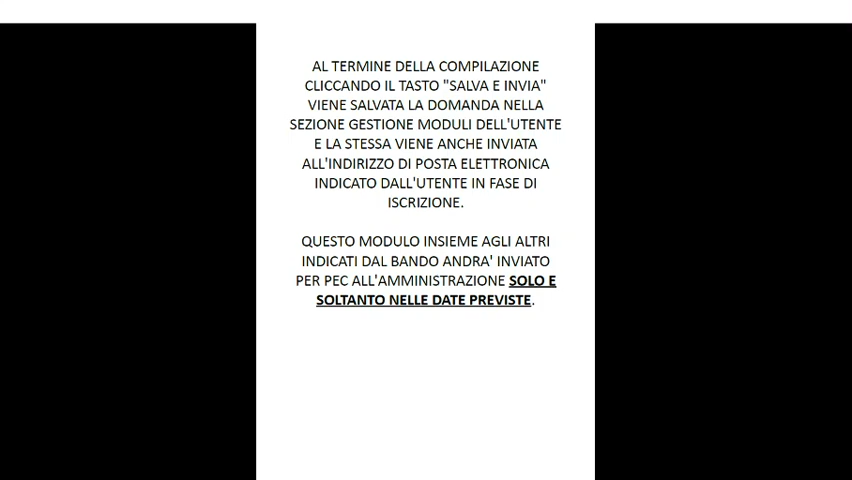 AL TERMINE DELLA COMPILAZIONE
CLICCANDO IL TASTO "SALVA E INVIA"
VIENE SALVATA LA DOMANDA NELLA
SEZIONE GESTIONE MODULI DELL'UTENTE
E LA STESSA VIENE ANCHE INVIATA
ALL'INDIRIZZO DI POSTA ELETTRONICA
INDICATO DALL'UTENTE IN FASE DI
ISCRIZIONE.
QUESTO MODULO INSIEME AGLI ALTRI
INDICATI DAL BANDO ANDRA' INVIATO
PER PEC ALL'AMMINISTRAZIONE SOLO E
SOLTANTO NELLE DATE PREVISTE.